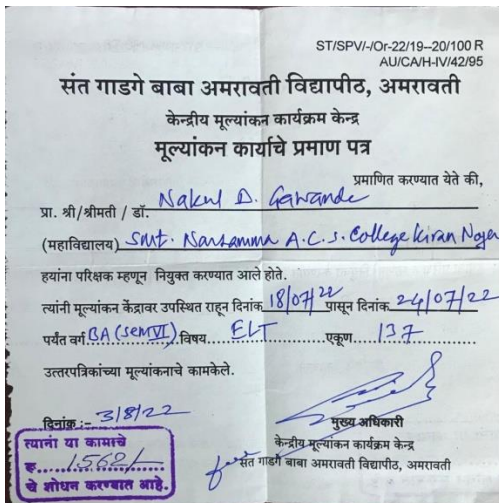 ST/SPV/-/Or-22/19--20/100 R
AU/CA/H-IV/42/95
संत गाडगे बाबा अमरावती विद्यापीठ, अमरावती
केन्द्रीय मूल्यांकन कार्यक्रम केन्द्र
मूल्यांकन कार्याचे प्रमाण पत्र
प्रमाणित करण्यात येते की,
प्रा. श्री/श्रीमती / डॉ. Nakul D. Gawande
(महाविद्यालय) Smt. Narsamma A.C.S. College Kiran Nagar
हयांना परिक्षक म्हणून नियुक्त करण्यात आले होते.
त्यांनी मूल्यांकन केंद्रावर उपस्थित राहून दिनांक 18/07/22 पासून दिनांक 24/07/22
पर्यंत वर्ग BA (SEM VI) विषय ELT एकूण 137
उत्तरपत्रिकांच्या मूल्यांकनाचे कामकेले.
दिनांक :- 3/8/22
मुख्य अधिकारी
केन्द्रीय मूल्यांकन कार्यक्रम केन्द्र
संत गाडगे बाबा अमरावती विद्यापीठ, अमरावती
त्यानां या कामाचे
रु. 1562/-
चे शोधन करण्यात आहे.